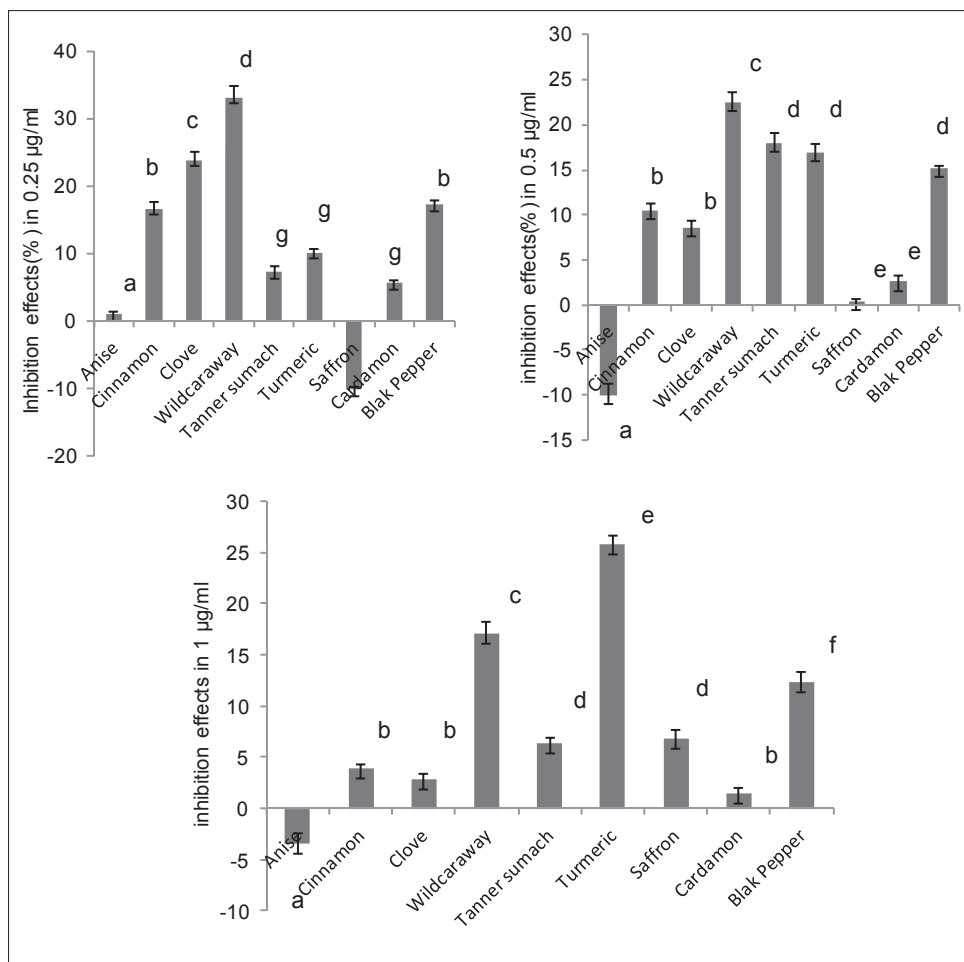 Inhibition effects(%) in 0.25 µg/ml
40
30
20
10
0
-10
-20
a
b
c
d
g
g
g
b
Anise
Cinnamon
Clove
Wildcaraway
Tanner sumach
Turmeric
Saffron
Cardamon
Blak Pepper
inhibition effects(%) in 0.5 µg/ml
30
25
20
15
10
5
0
-5
-10
-15
a
b
b
c
d
d
e
e
d
Anise
Cinnamon
Clove
Wildcaraway
Tanner sumach
Turmeric
Saffron
Cardamon
Blak Pepper
inhibition effects in 1 µg/ml
30
25
20
15
10
5
0
-5
-10
a
b
b
c
d
e
d
b
f
Anise
Cinnamon
Clove
Wildcaraway
Tanner sumach
Turmeric
Saffron
Cardamon
Blak Pepper